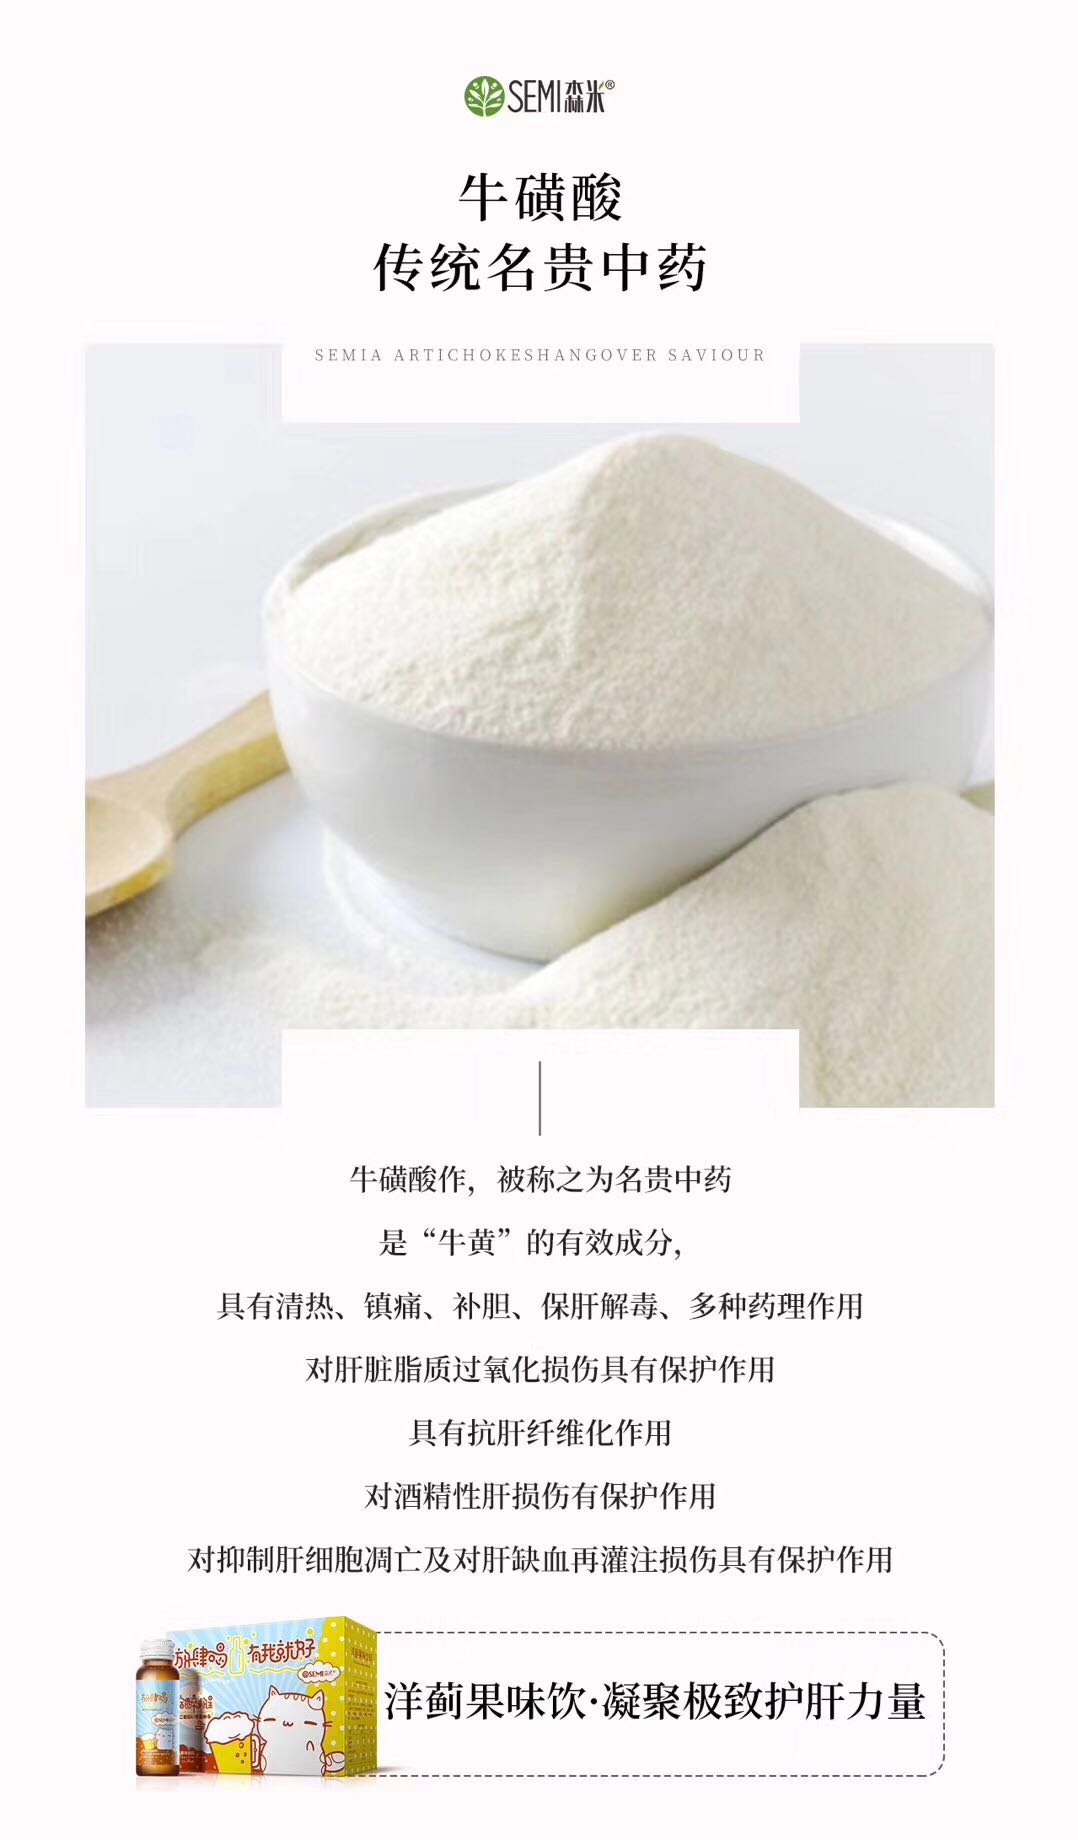 SEMI森米®
牛磺酸
传统名贵中药
SEMIA ARTICHOKESHANGOVER SAVIOUR
牛磺酸作，被称之为名贵中药
是“牛黄”的有效成分，
具有清热、镇痛、补胆、保肝解毒、多种药理作用
对肝脏脂质过氧化损伤具有保护作用
具有抗肝纤维化作用
对酒精性肝损伤有保护作用
对抑制肝细胞凋亡及对肝缺血再灌注损伤具有保护作用
放肆喝 有我就好
SEMI森米
放肆喝
SEMI
洋蓟果味饮·凝聚极致护肝力量